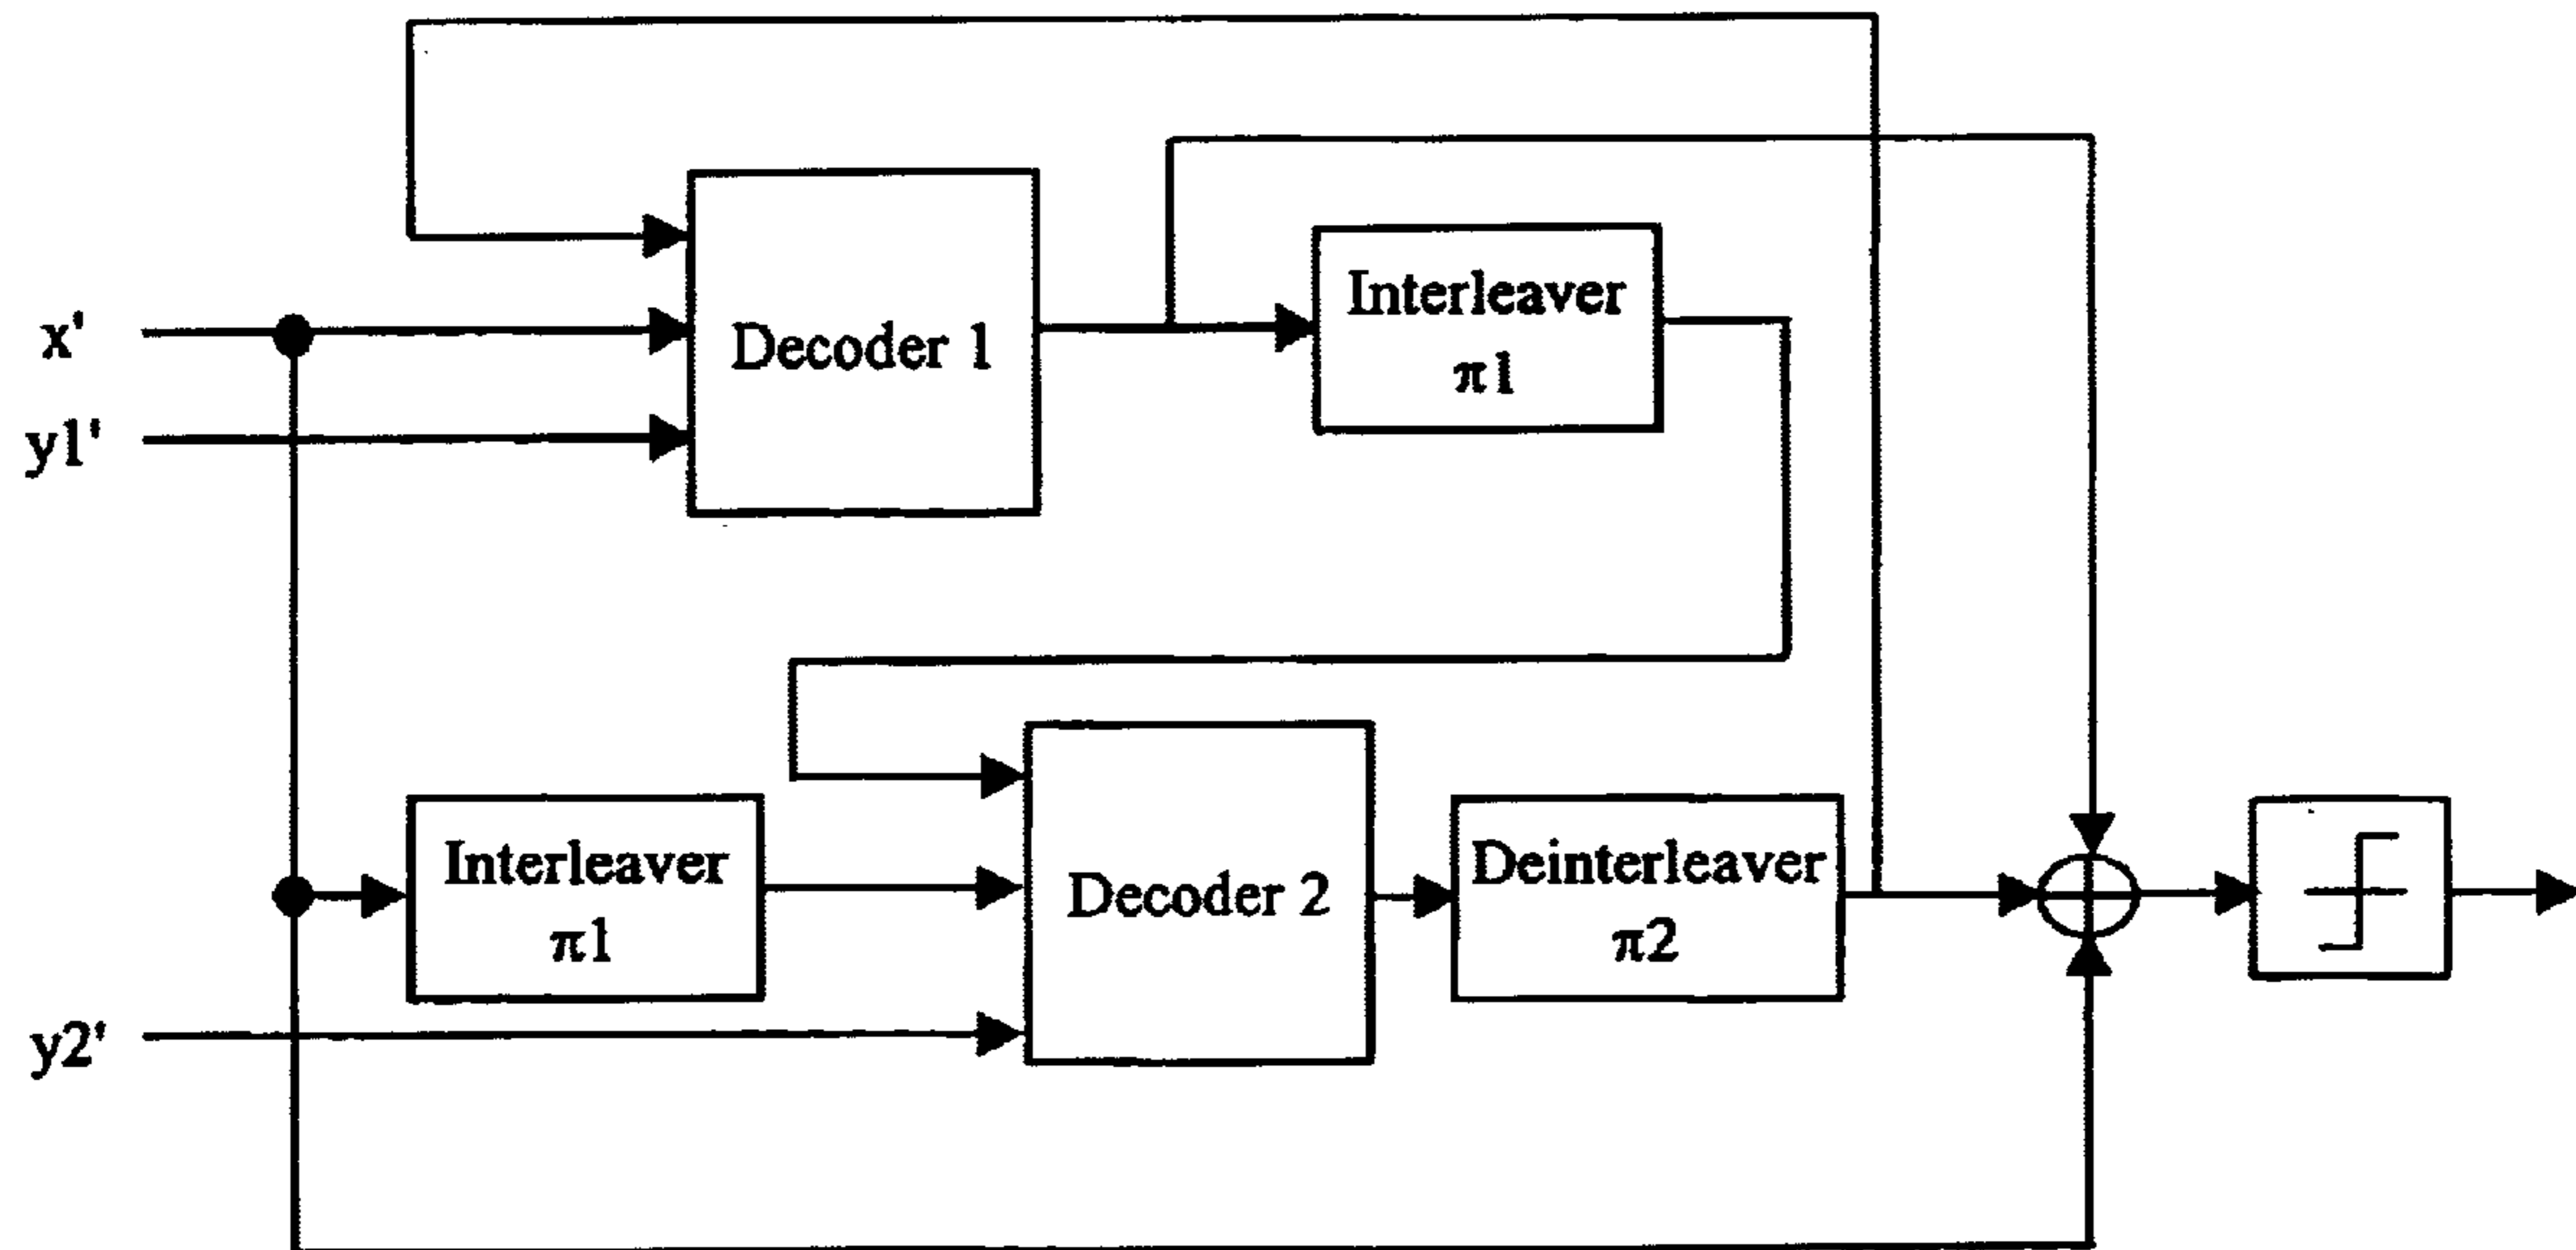 x'
y1'
Decoder 1
Interleaver
π1
Interleaver
π1
Decoder 2
Deinterleaver
π2
y2'